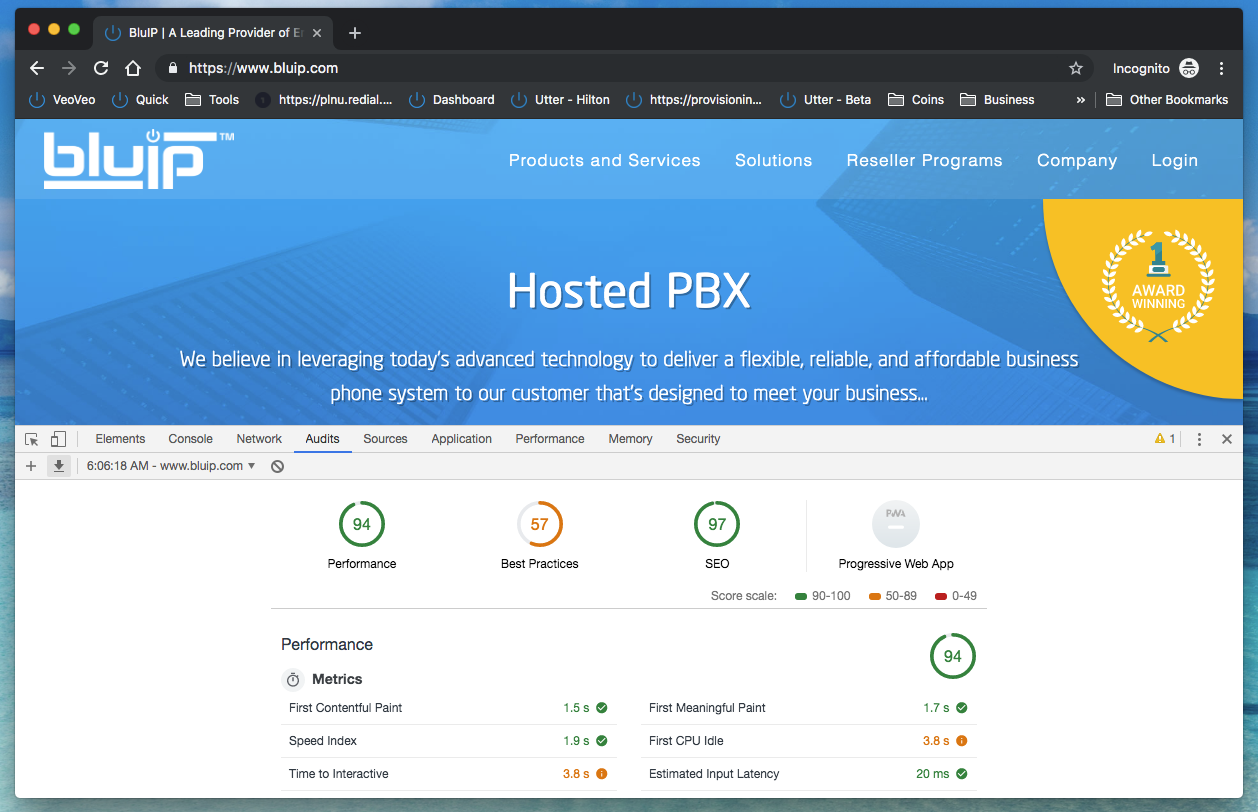 BluIP | A Leading Provider of En
https://www.bluip.com
Incognito
VeoVeo
Quick
Tools
https://plnu.redial....
Dashboard
Utter - Hilton
https://provisionin...
Utter - Beta
Coins
Business
»
Other Bookmarks
bluip™
Products and Services
Solutions
Reseller Programs
Company
Login
Hosted PBX
We believe in leveraging today's advanced technology to deliver a flexible, reliable, and affordable business
phone system to our customer that's designed to meet your business...
1
AWARD
WINNING
Elements
Console
Network
Audits
Sources
Application
Performance
Memory
Security
1
6:06:18 AM - www.bluip.com
94
57
97
PWA
Performance
Best Practices
SEO
Progressive Web App
Score scale:
90-100
50-89
0-49
Performance
94
Metrics
First Contentful Paint
1.5 s
First Meaningful Paint
1.7 s
Speed Index
1.9 s
First CPU Idle
3.8 s
Time to Interactive
3.8 s
Estimated Input Latency
20 ms